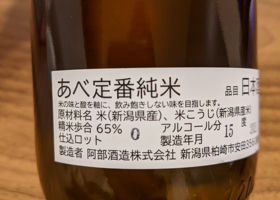 あべ定番純米 品目 日本酒
米の味と酸を軸に、飲み飽きしない味を目指します。
原材料名 米(新潟県産)、米こうじ(新潟県産米)
精米歩合 65% アルコール分 15 度
仕込ロット 0 製造年月
製造者 阿部酒造株式会社 新潟県柏崎市安田